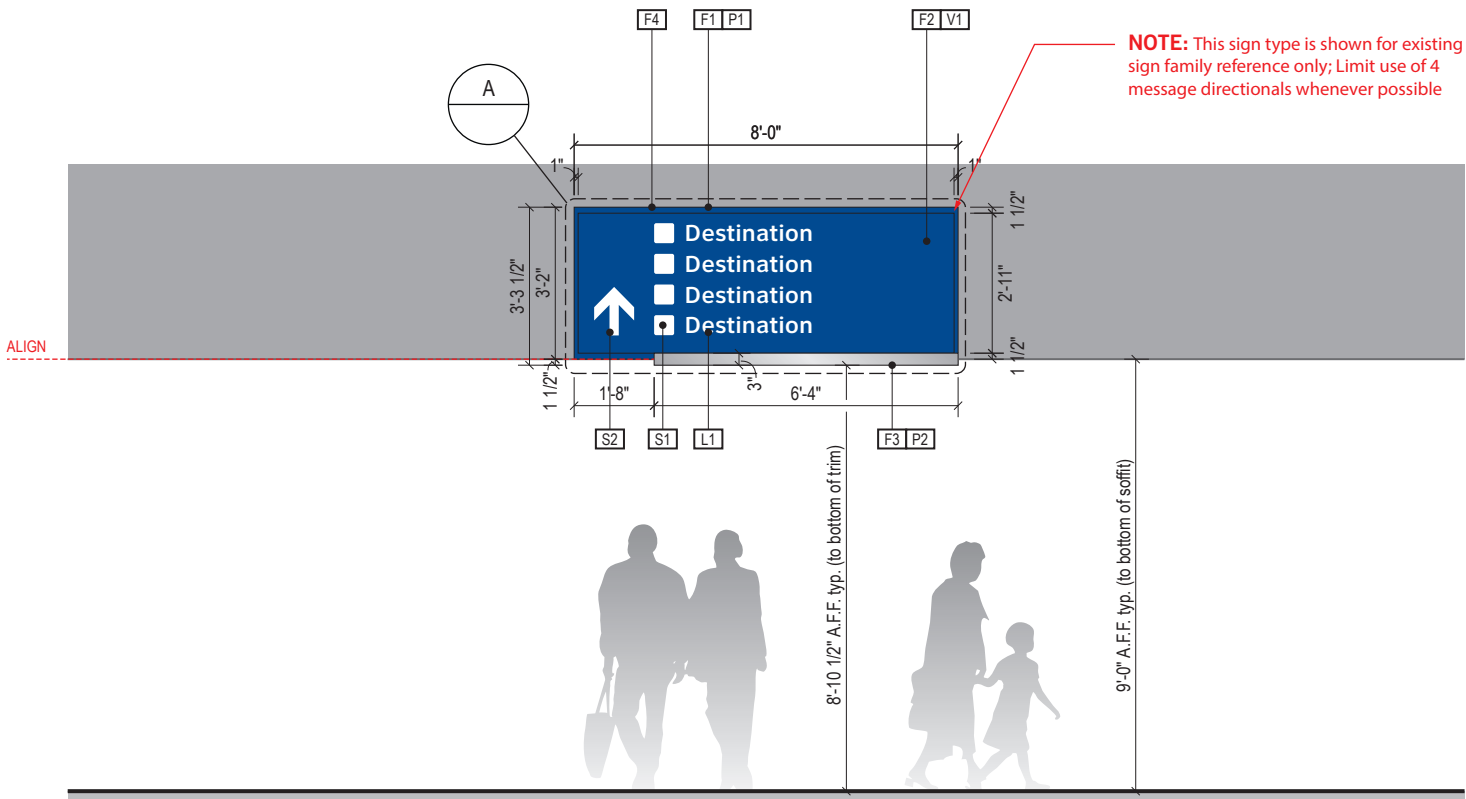 F4
F1 P1
F2 V1
NOTE: This sign type is shown for existing
sign family reference only; Limit use of 4
message directionals whenever possible
A
8'-0"
1"
1"
1 1/2"
Destination
Destination
Destination
Destination
3'-3 1/2"
3'-2"
2'-11"
ALIGN
1 1/2"
1 1/2"
3"
1'-8"
6'-4"
S2
S1
L1
F3 P2
8'-10 1/2" A.F.F. typ. (to bottom of trim)
9'-0" A.F.F. typ. (to bottom of soffit)